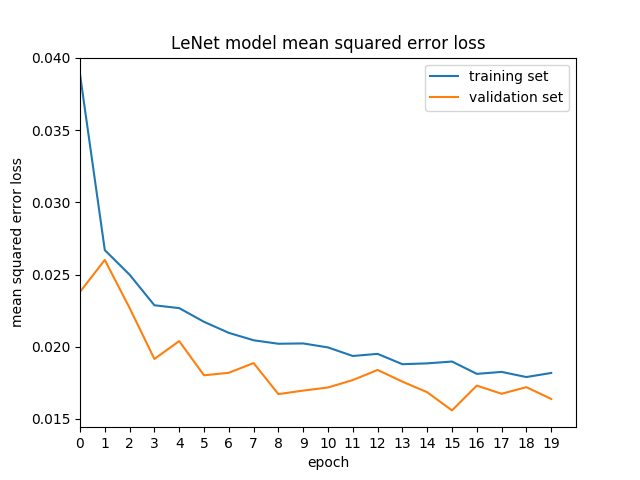 LeNet model mean squared error loss
training set
validation set
mean squared error loss
0.040
0.035
0.030
0.025
0.020
0.015
0 1 2 3 4 5 6 7 8 9 10 11 12 13 14 15 16 17 18 19
epoch